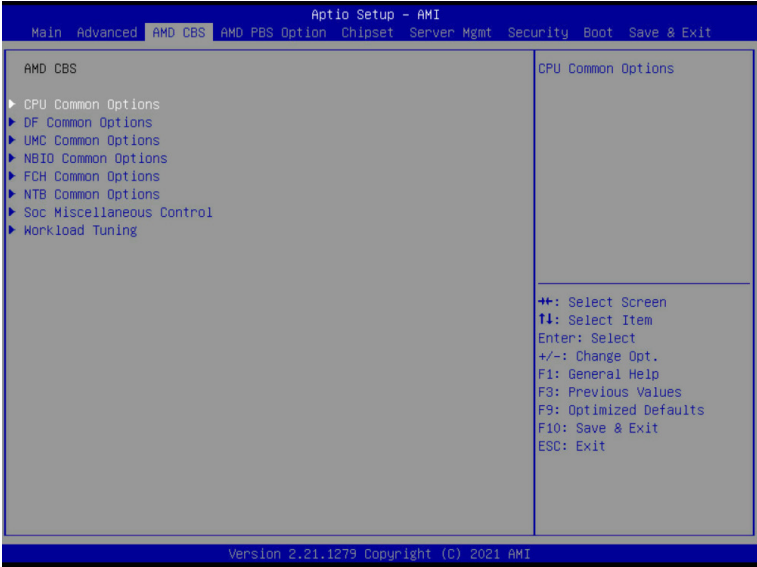 Aptio Setup – AMI
Main Advanced AMD CBS AMD PBS Option Chipset Server Mgmt Security Boot Save & Exit
AMD CBS
CPU Common Options
DF Common Options
UMC Common Options
NBIO Common Options
FCH Common Options
NTB Common Options
Soc Miscellaneous Control
Workload Tuning
CPU Common Options
→←: Select Screen
↑↓: Select Item
Enter: Select
+/-: Change Opt.
F1: General Help
F3: Previous Values
F9: Optimized Defaults
F10: Save & Exit
ESC: Exit
Version 2.21.1279 Copyright (C) 2021 AMI